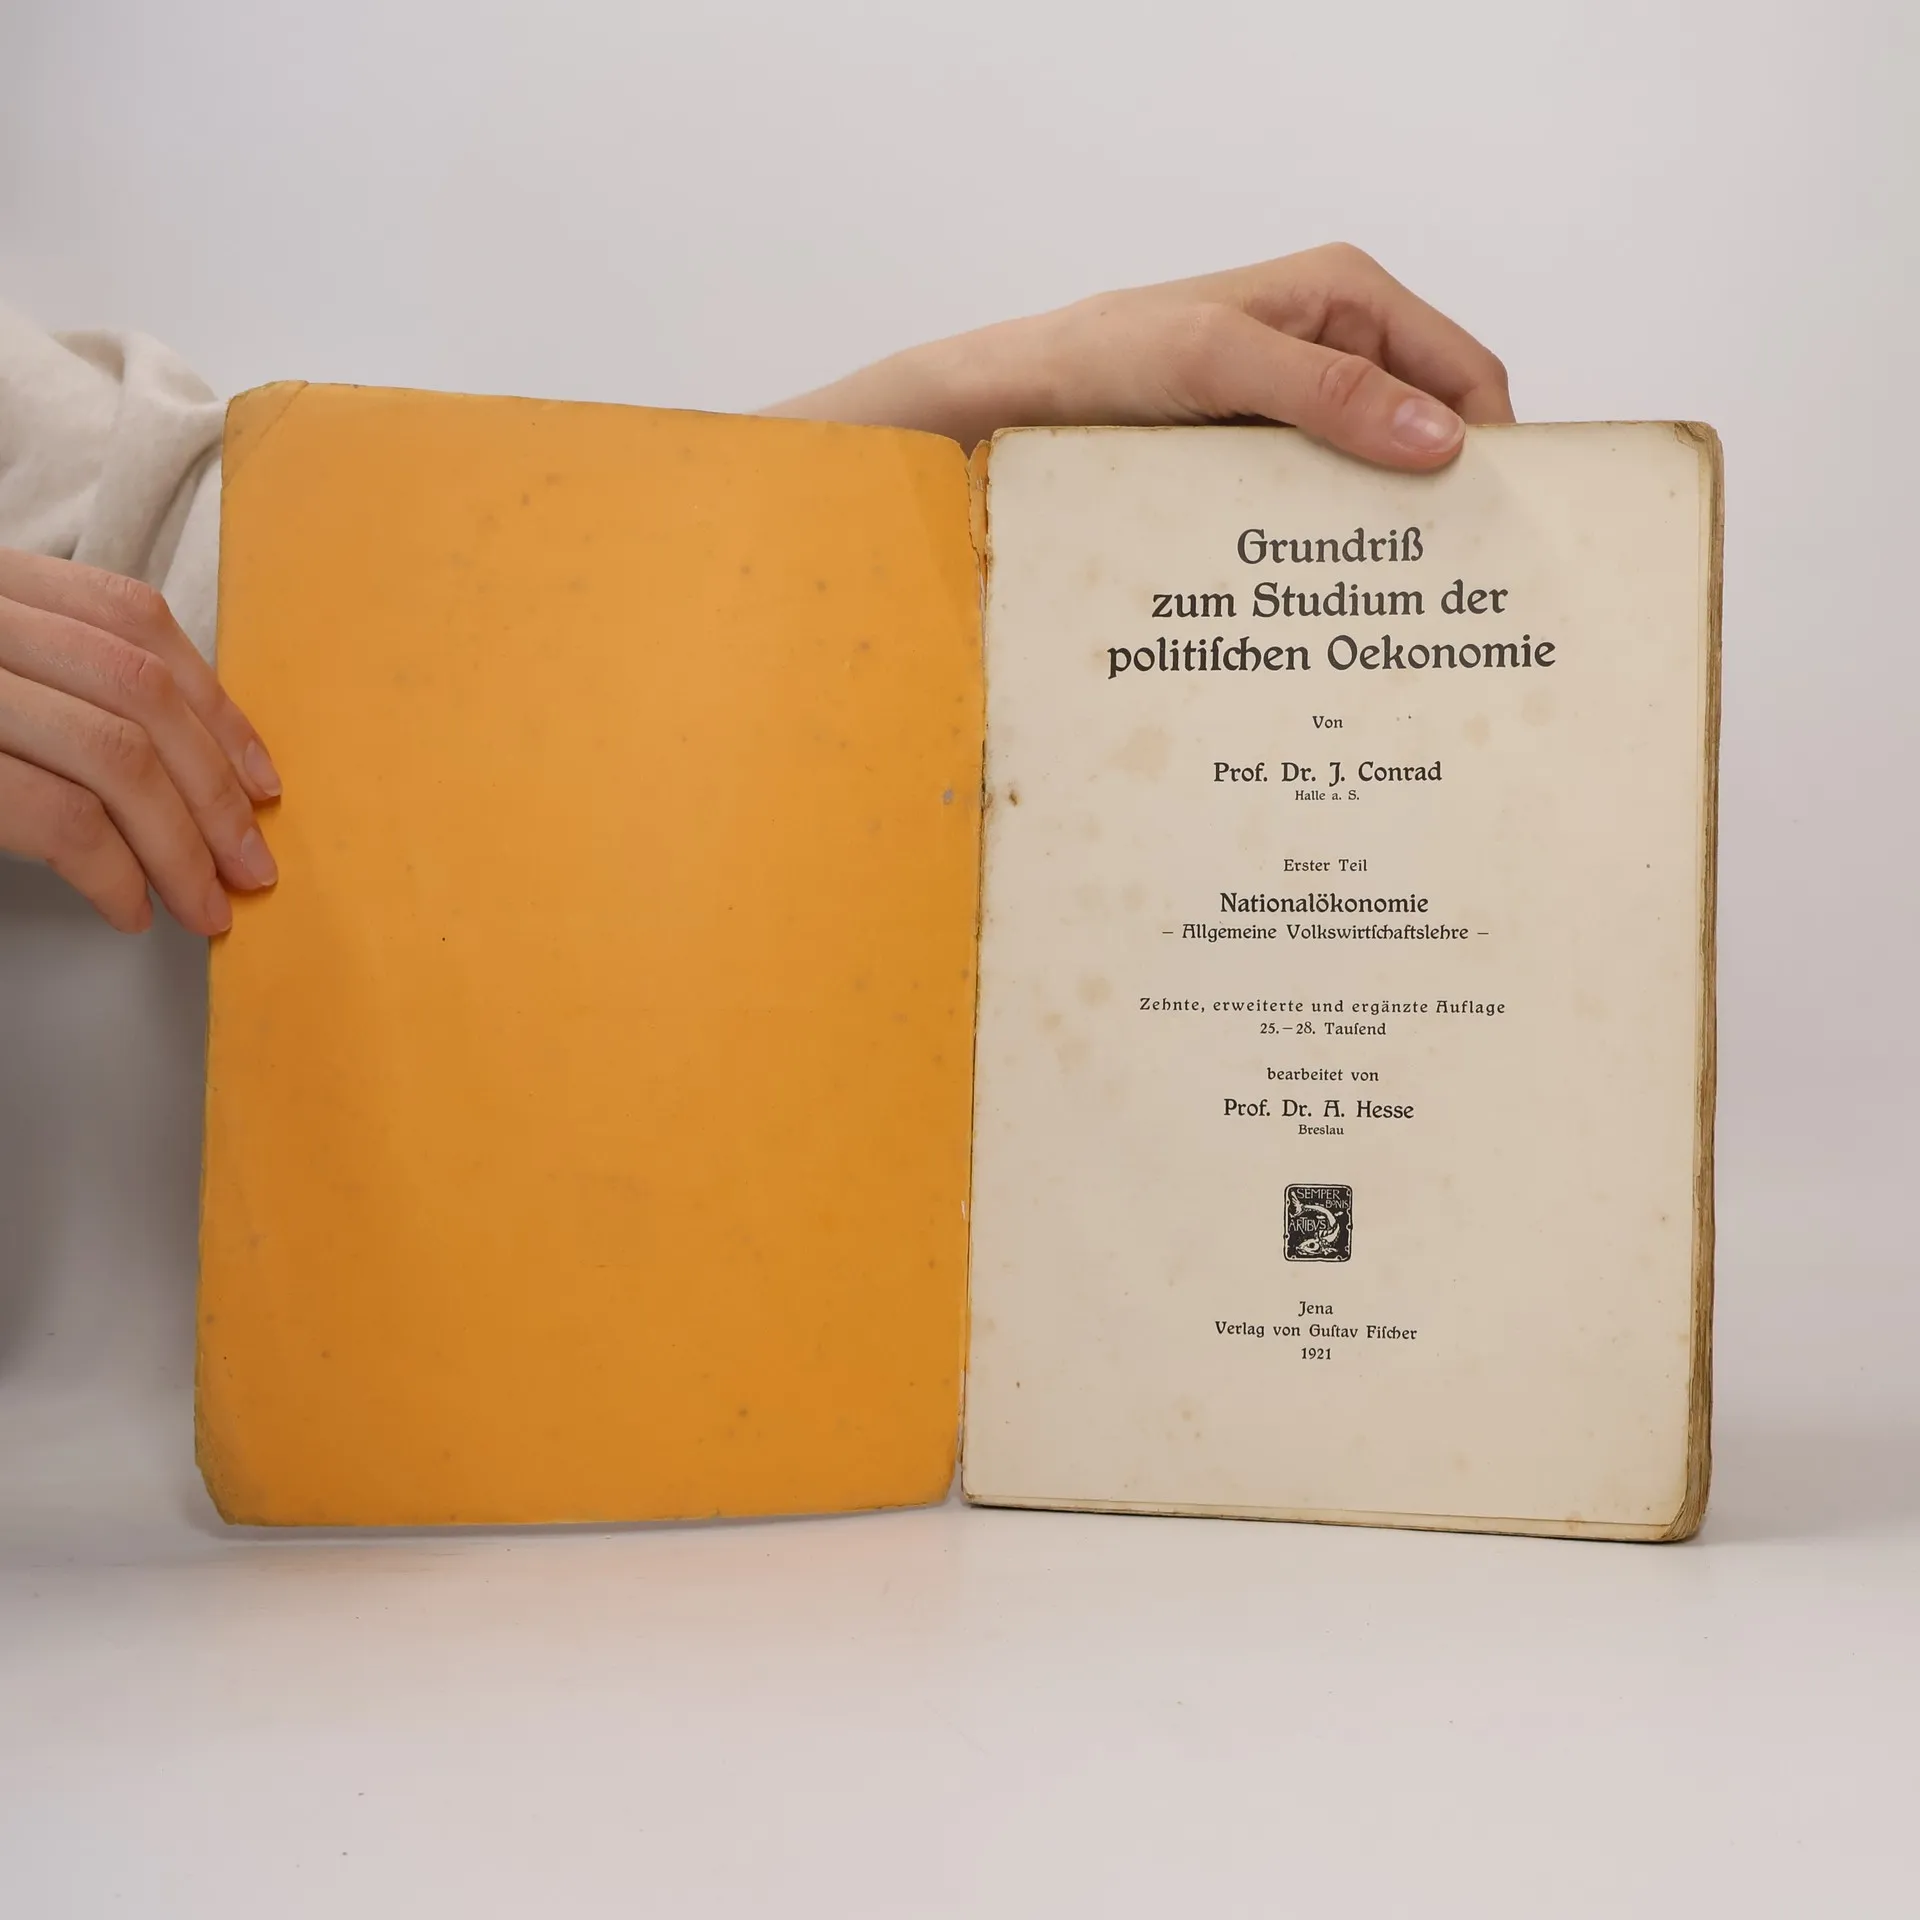 Grundriß
zum Studium der
politiſchen Oekonomie
Von
Prof. Dr. J. Conrad
Halle a. S.
Erster Teil
Nationalökonomie
– Allgemeine Volkswirtſchaftslehre –
Zehnte, erweiterte und ergänzte Auflage
25.–28. Tauſend
bearbeitet von
Prof. Dr. A. Hesse
Breslau
SEMPER
BONIS
ARTIBVS
Jena
Verlag von Guſtav Fiſcher
1921